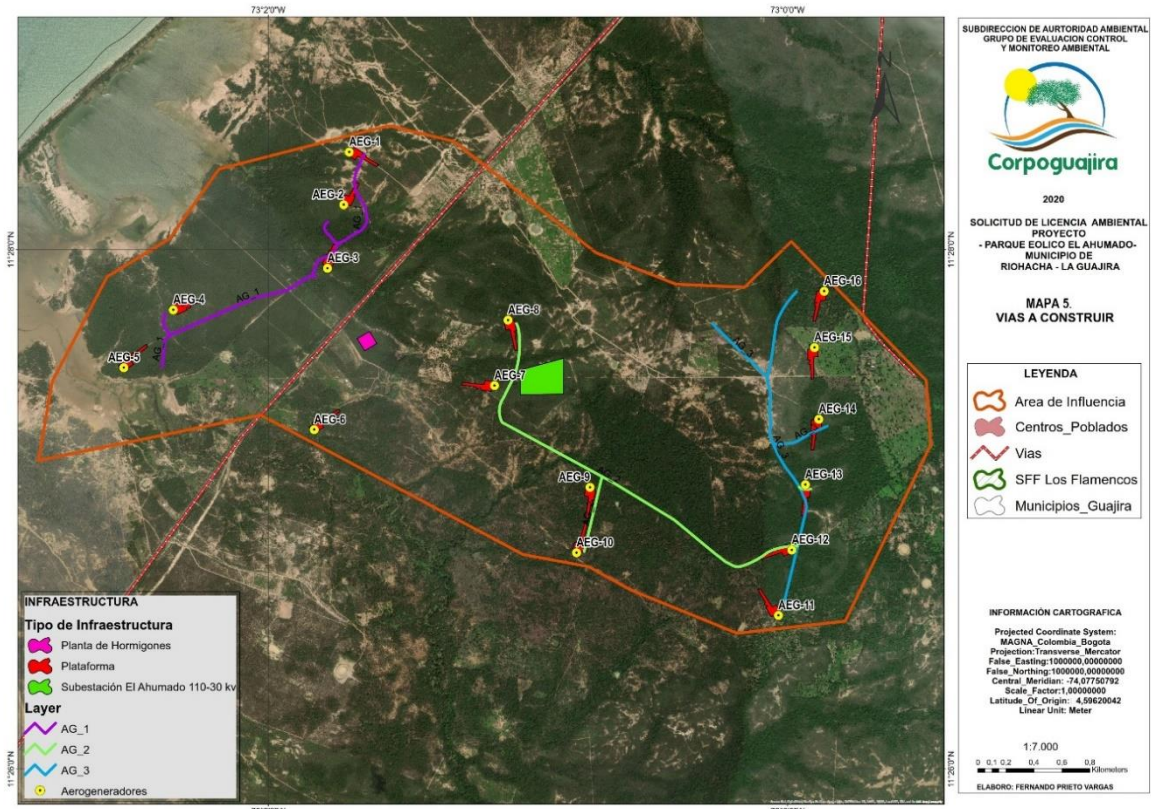 73°2'0"W
73°0'0"W
11°28'0"N
11°28'0"N
11°26'0"N
11°26'0"N
N
AEG-1
AEG-2
AG_1
AEG-3
AEG-4
AG_1
AG_1
AEG-5
AEG-6
AEG-8
AEG-7
AEG-9
AEG-10
AEG-16
AEG-15
AEG-14
AEG-13
AEG-12
AEG-11
INFRAESTRUCTURA
Tipo de Infraestructura
Planta de Hormigones
Plataforma
Subestación El Ahumado 110-30 kv
Layer
AG_1
AG_2
AG_3
Aerogeneradores
SUBDIRECCION DE AURTORIDAD AMBIENTAL
GRUPO DE EVALUACION CONTROL
Y MONITOREO AMBIENTAL
Corpoguajira
2020
SOLICITUD DE LICENCIA AMBIENTAL
PROYECTO
- PARQUE EOLICO EL AHUMADO-
MUNICIPIO DE
RIOHACHA - LA GUAJIRA
MAPA 5.
VIAS A CONSTRUIR
LEYENDA
Area de Influencia
Centros_Poblados
Vias
SFF Los Flamencos
Municipios_Guajira
INFORMACIÓN CARTOGRAFICA
Projected Coordinate System:
MAGNA_Colombia_Bogota
Projection:Transverse_Mercator
False_Easting:1000000,00000000
False_Northing:1000000,00000000
Central_Meridian: -74,07750792
Scale_Factor:1,00000000
Latitude_Of_Origin: 4,59620042
Linear Unit: Meter
1:7.000
0 0,1 0,2 0,4 0,6 0,8
Kilometers
ELABORO: FERNANDO PRIETO VARGAS